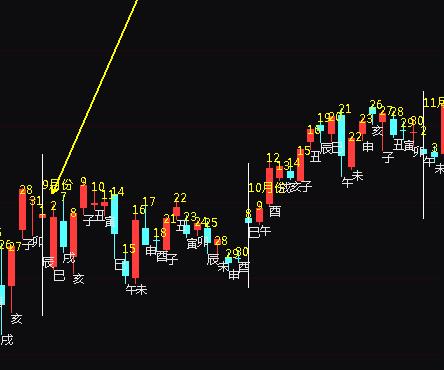 26
戌
27
亥
28
子
31
卯
9月份
2
巳
7
戌
8
亥
9
子
10
丑
11
寅
14
巳
15
午
16
未
17
18
酉
21
子
22
丑
23
寅
24
卯
25
辰
28
未
29
申
30
酉
10月份
8
巳
9
午
12
酉
13
戌
14
亥
15
子
丑
19
辰
20
巳
21
午
22
未
23
申
26
亥
27
子
28
丑
29
寅
30
卯
11月
2
午
3
未